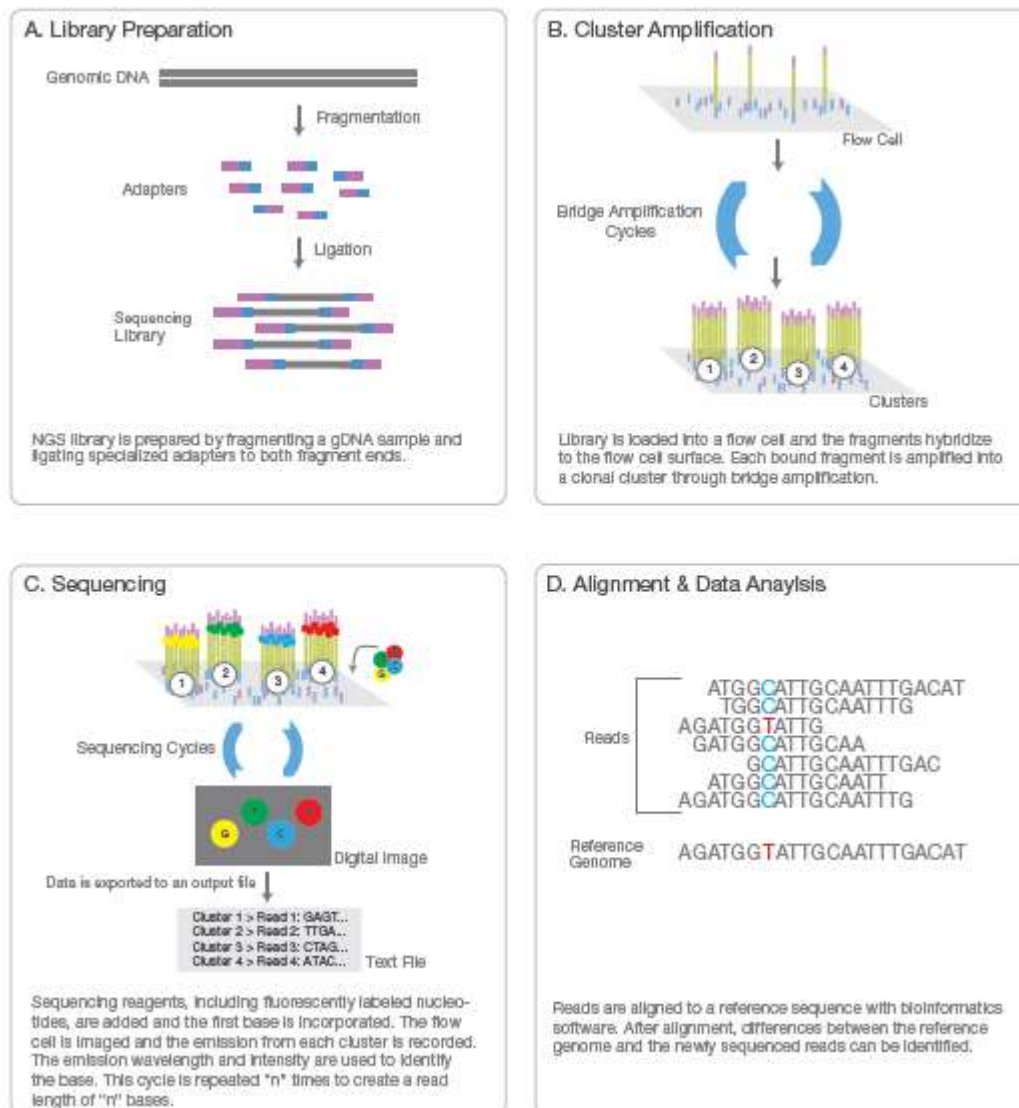 A. Library Preparation
Genomic DNA
Fragmentation
Adapters
Ligation
Sequencing
Library
NGS library is prepared by fragmenting a gDNA sample and
ligating specialized adapters to both fragment ends.
B. Cluster Amplification
Flow Cell
Bridge Amplification
Cycles
1 2 3 4
Clusters
Library is loaded into a flow cell and the fragments hybridize
to the flow cell surface. Each bound fragment is amplified into
a clonal cluster through bridge amplification.
C. Sequencing
1 2 3 4
G
Sequencing Cycles
G C
Digital Image
Data is exported to an output file
Cluster 1 > Read 1: GAGT...
Cluster 2 > Read 2: TTGA...
Cluster 3 > Read 3: CTAG...
Cluster 4 > Read 4: ATAC...
Text File
Sequencing reagents, including fluorescently labeled nucleo-
tides, are added and the first base is incorporated. The flow
cell is imaged and the emission from each cluster is recorded.
The emission wavelength and intensity are used to identify
the base. This cycle is repeated "n" times to create a read
length of "n" bases.
D. Alignment & Data Anaylsis
ATGGCATTGCAATTTGACAT
TGGCATTGCAATTTG
AGATGGTATTG
Reads
GATGGCATTGCAA
GCATTGCAATTTGAC
ATGGCATTGCAATT
AGATGGCATTGCAATTTG
Reference
Genome
AGATGGTATTGCAATTTGACAT
Reads are aligned to a reference sequence with bioinformatics
software. After alignment, differences between the reference
genome and the newly sequenced reads can be identified.